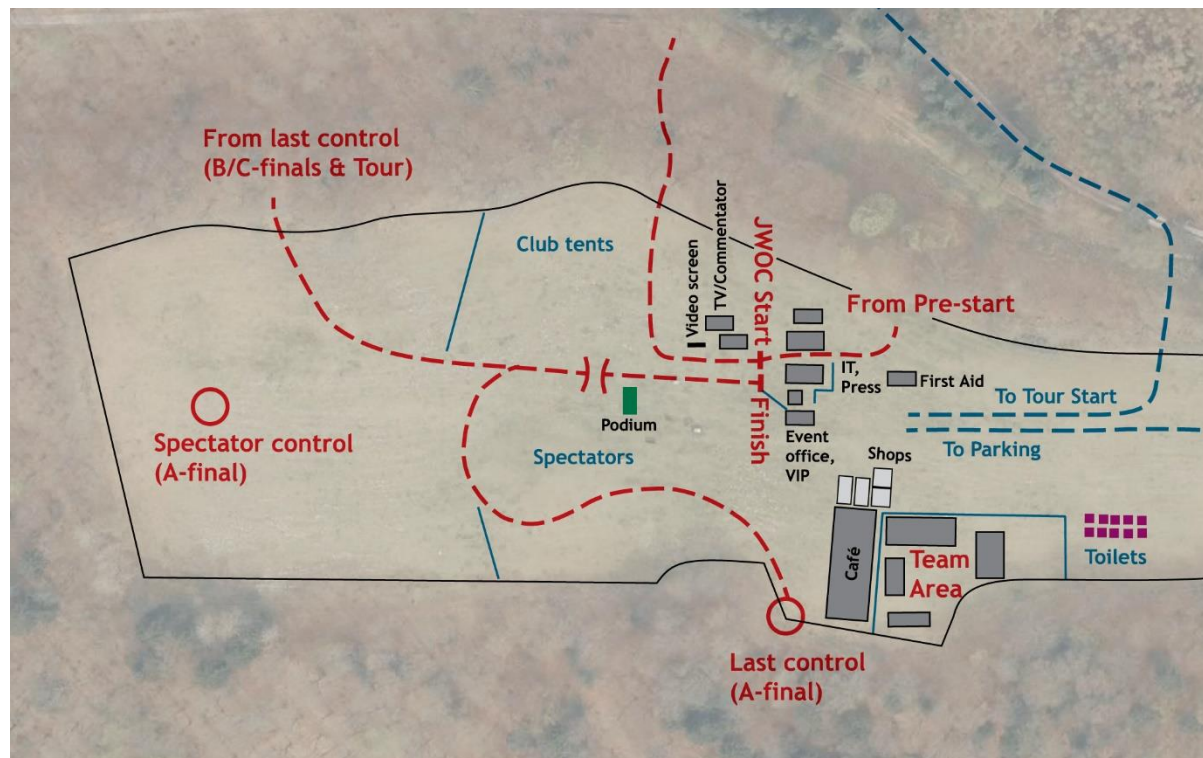 From last control
(B/C-finals & Tour)
Club tents
Video screen
TV/Commentator
JWOC Start
Finish
From Pre-start
IT,
Press
First Aid
To Tour Start
To Parking
Podium
Spectators
Spectator control
(A-final)
Event
office,
VIP
Shops
Café
Team
Area
Toilets
Last control
(A-final)